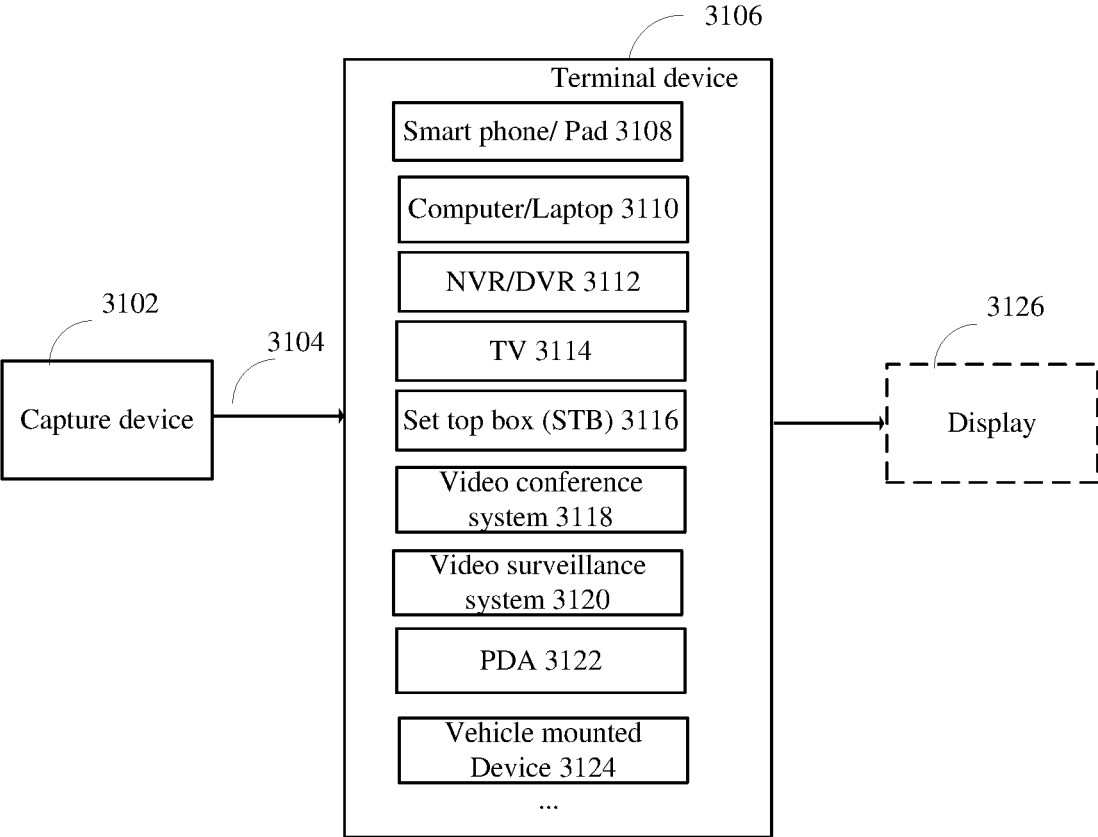 3106
Terminal device
Smart phone/ Pad 3108
Computer/Laptop 3110
NVR/DVR 3112
TV 3114
Set top box (STB) 3116
Video conference
system 3118
Video surveillance
system 3120
PDA 3122
Vehicle mounted
Device 3124
...
3102
3104
Capture device
3126
Display